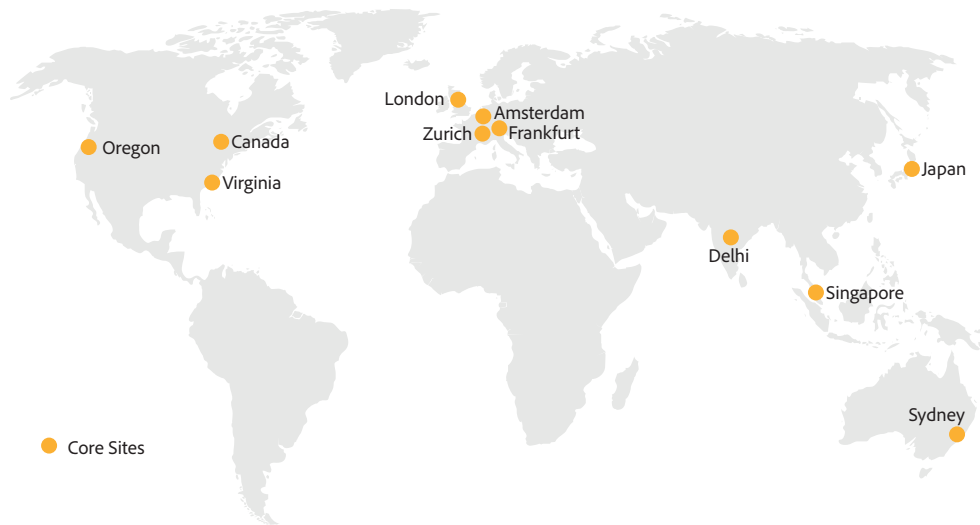 London
Amsterdam
Zurich
Frankfurt
Oregon
Canada
Virginia
Japan
Delhi
Singapore
Sydney
Core Sites